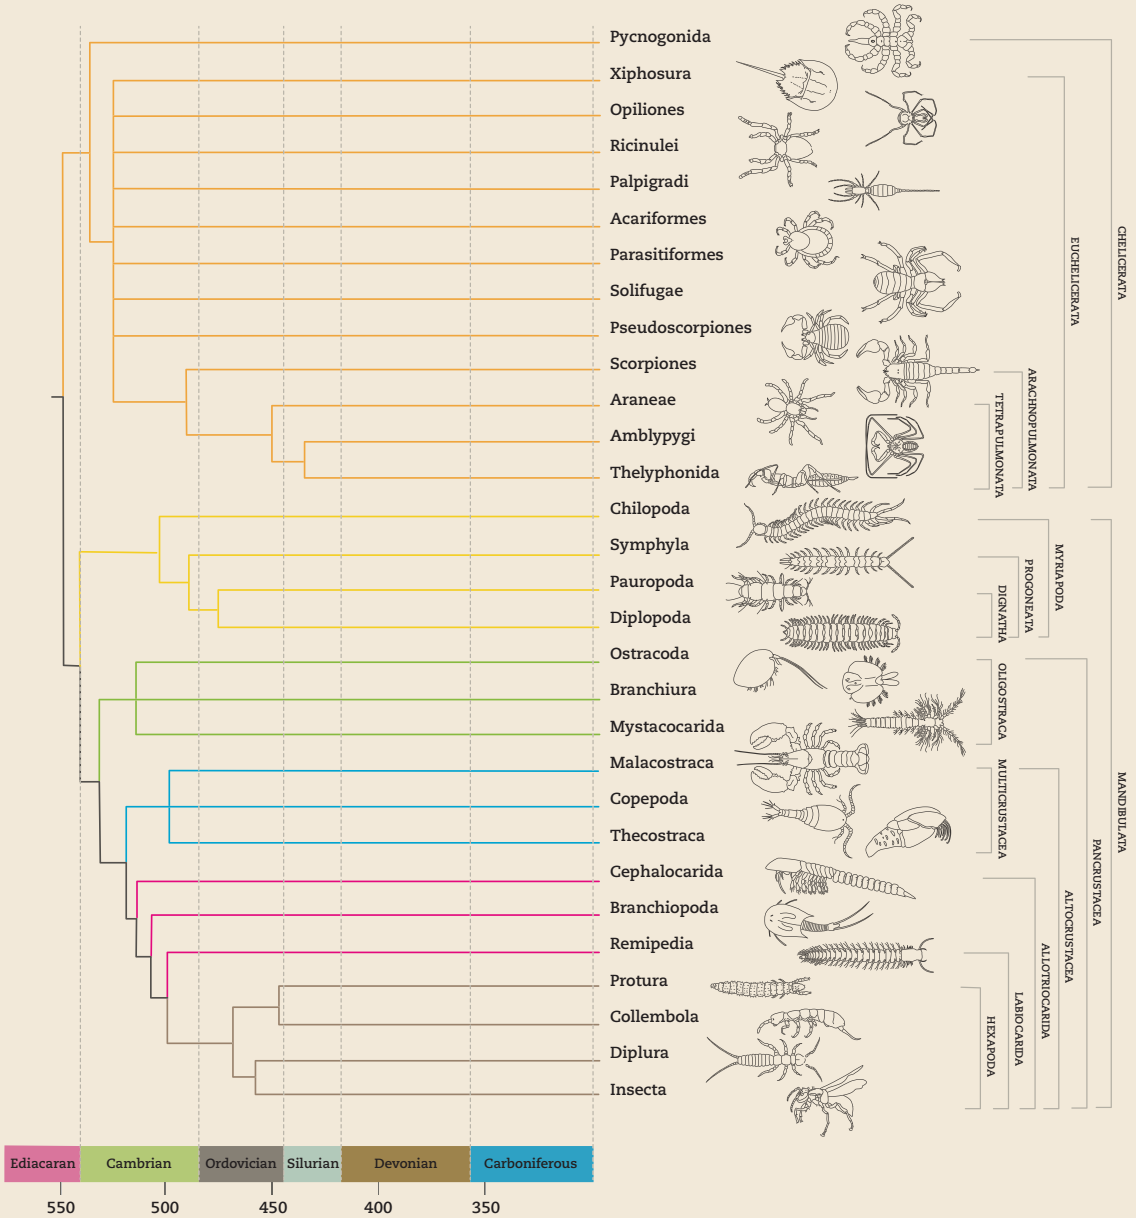 Pycnogonida
Xiphosura
Opiliones
Ricinulei
Palpigradi
Acariformes
Parasitiformes
Solifugae
Pseudoscorpiones
Scorpiones
Araneae
Amblypygi
Thelyphonida
Chilopoda
Symphyla
Pauropoda
Diplopoda
Ostracoda
Branchiura
Mystacocarida
Malacostraca
Copepoda
Thecostraca
Cephalocarida
Branchiopoda
Remipedia
Protura
Collembola
Diplura
Insecta
TETRAPULMONATA
ARACHNOPULMONATA
EUCHELICERATA
CHELICERATA
DIGNATHA
PROGONEATA
MYRIAPODA
OLIGOSTRACA
MULTICRUSTACEA
HEXAPODA
LABIOCARIDA
ALLOTRIOCARIDA
ALTOCRUSTACEA
PANCRUSTACEA
MANDIBULATA
Ediacaran Cambrian Ordovician Silurian Devonian Carboniferous
550 500 450 400 350